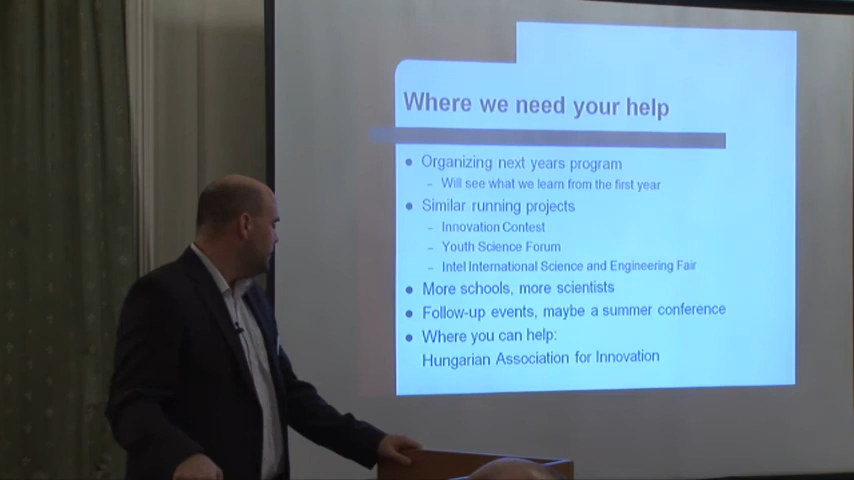 Where we need your help
Organizing next years program
– Will see what we learn from the first year
Similar running projects
– Innovation Contest
– Youth Science Forum
– Intel International Science and Engineering Fair
More schools, more scientists
Follow-up events, maybe a summer conference
Where you can help:
Hungarian Association for Innovation